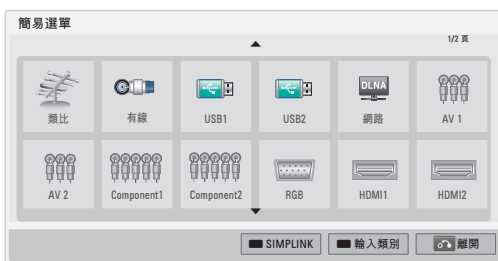 簡易選單
1/2 頁
DLNA
類比 有線 USB1 USB2 網路 AV 1
AV 2 Component1 Component2 RGB HDMI1 HDMI2
SIMPLINK 輸入類別 離開